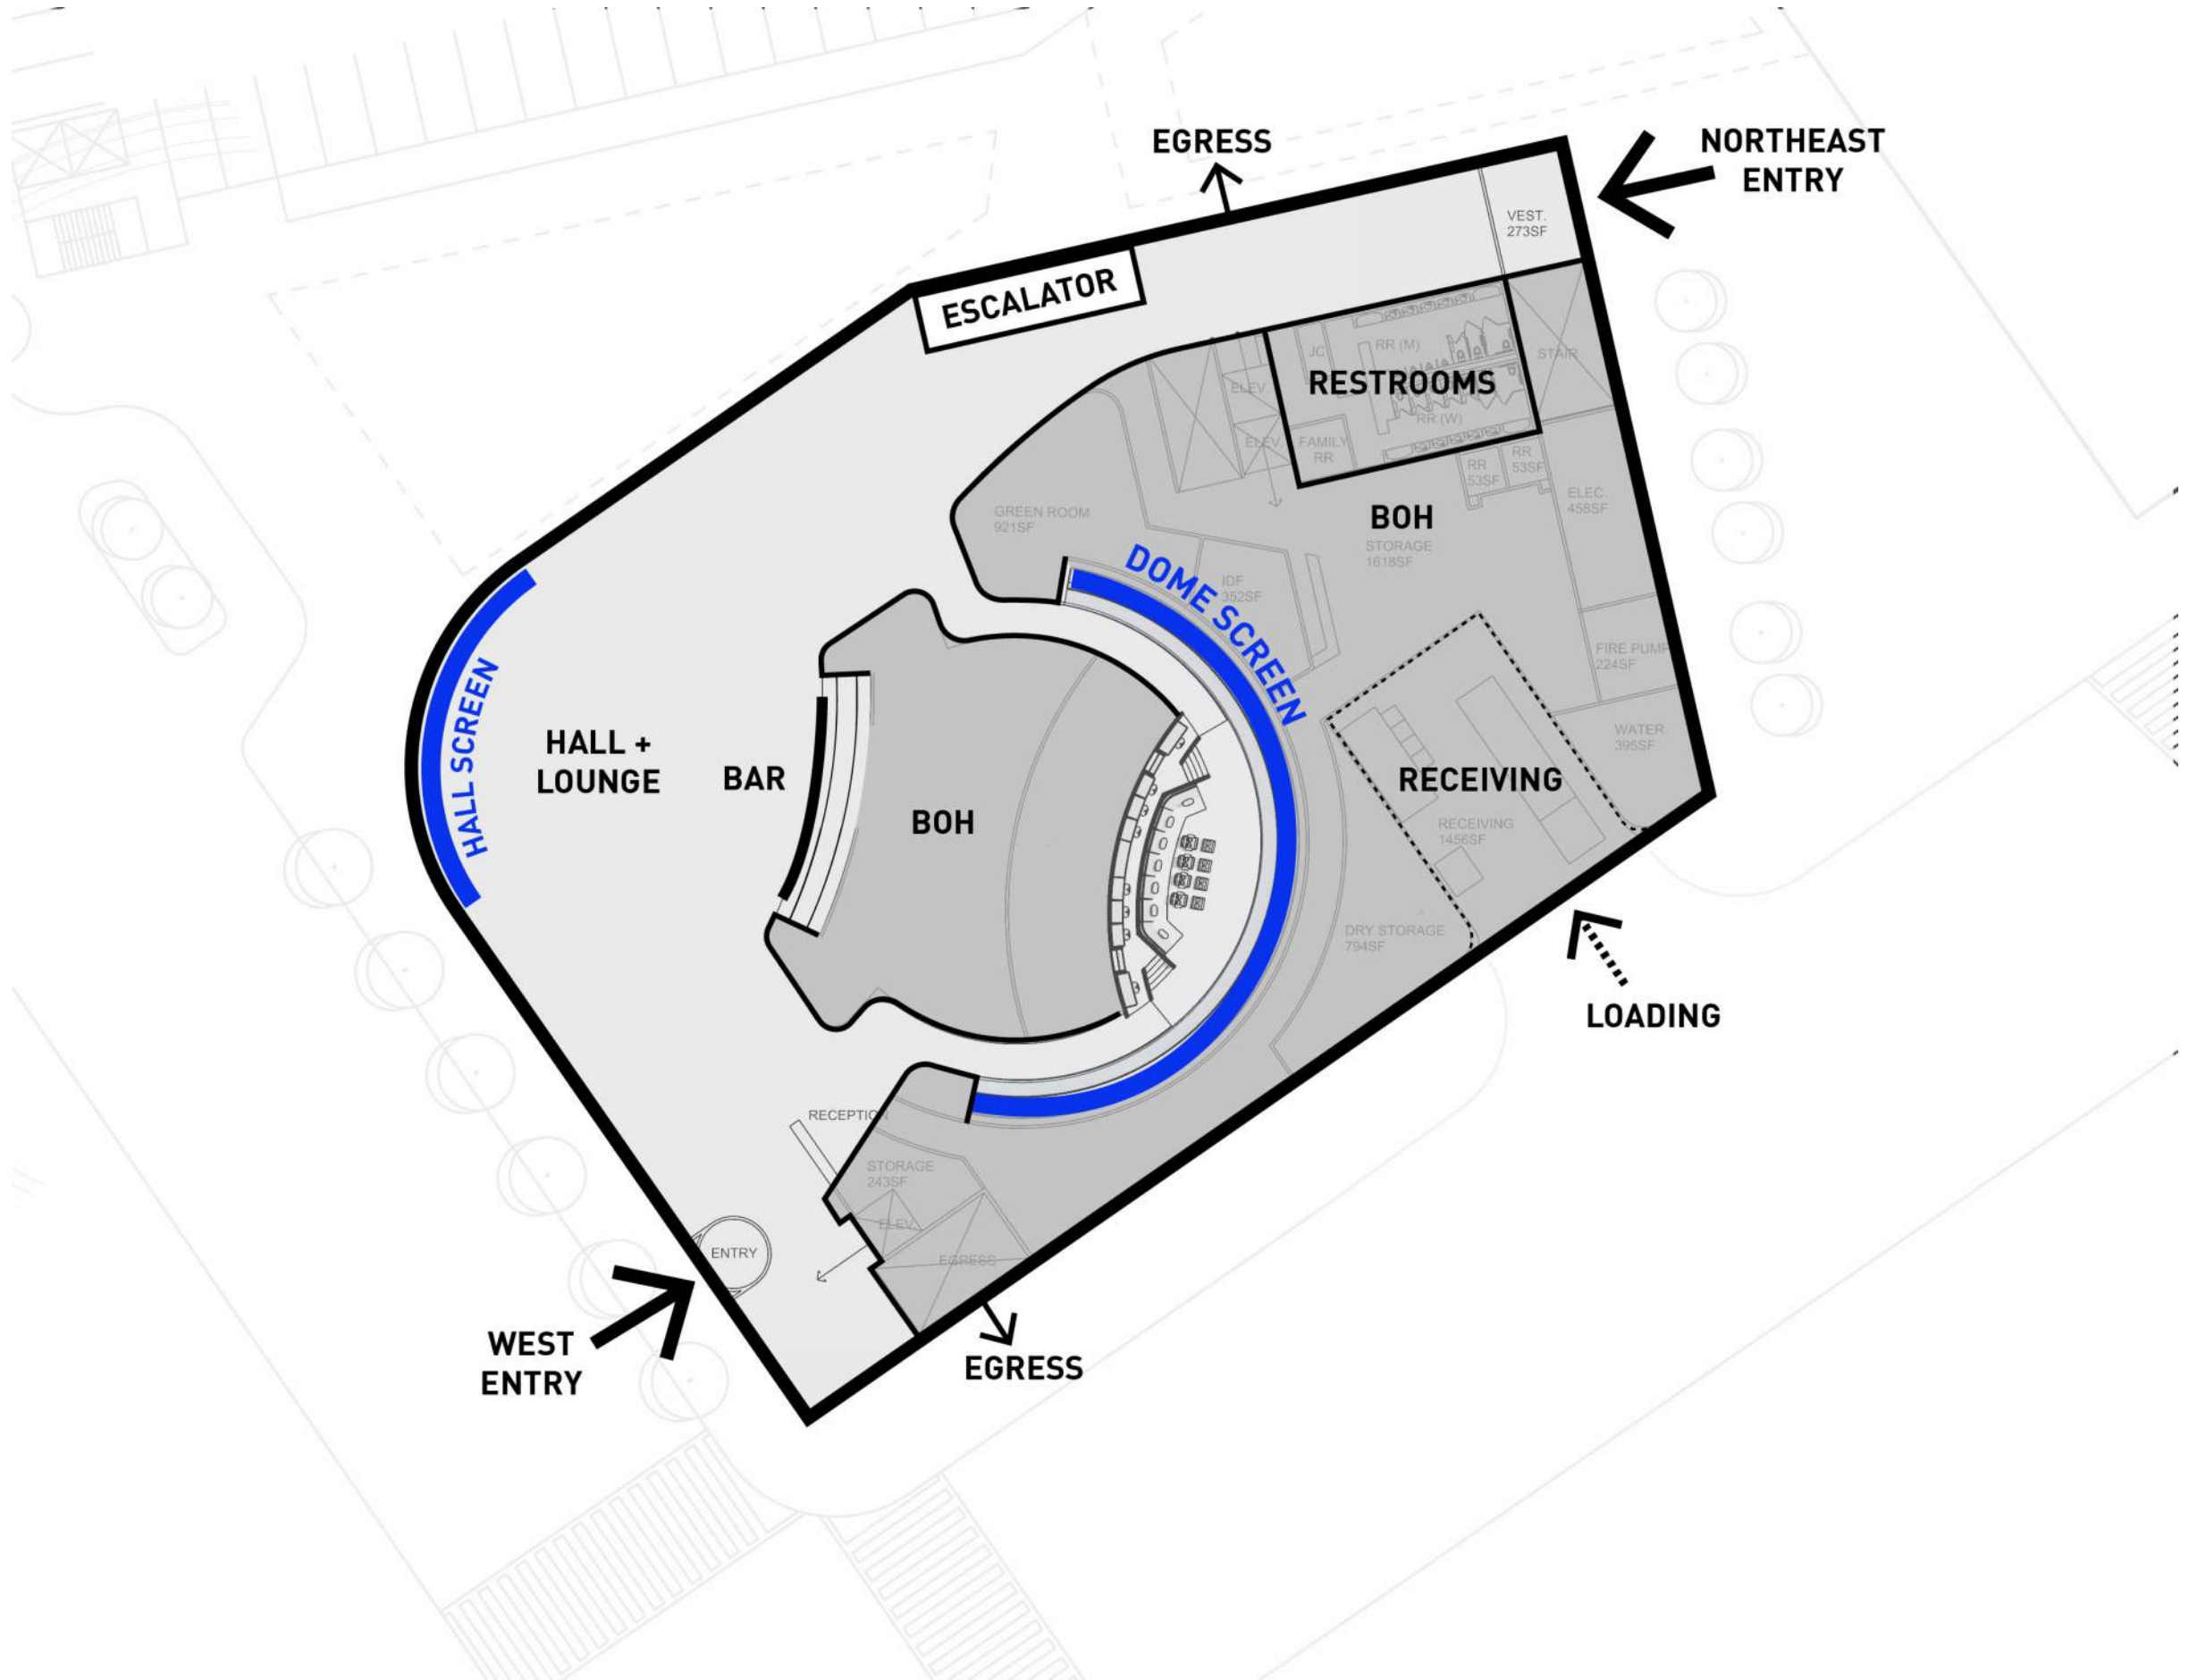 EGRESS
NORTHEAST
ENTRY
VEST.
273SF
ESCALATOR
JC
RR (M)
STAIR
RESTROOMS
ELEV.
RR (W)
ELEV.
FAMILY
RR
RR
53SF
RR
53SF
ELEC.
458SF
GREEN ROOM
921SF
BOH
STORAGE
1618SF
DOME SCREEN
IDF
352SF
FIRE PUMP
224SF
HALL SCREEN
HALL +
LOUNGE
BAR
BOH
WATER
395SF
RECEIVING
RECEIVING
1456SF
DRY STORAGE
794SF
LOADING
RECEPTION
STORAGE
243SF
ELEV.
ENTRY
EGRESS
WEST
ENTRY
EGRESS